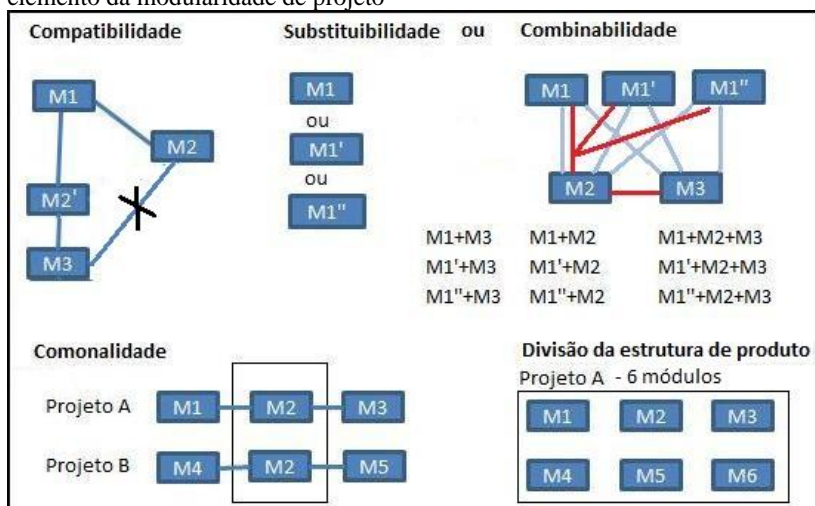 elemento da modularidade de projeto
Compatibilidade
M1
M2
M2'
M3
Substituibilidade ou Combinabilidade
M1
ou
M1'
ou
M1"
M1 M1' M1"
M2 M3
M1+M3 M1+M2 M1+M2+M3
M1'+M3 M1'+M2 M1'+M2+M3
M1"+M3 M1"+M2 M1"+M2+M3
Comonalidade
Projeto A M1 M2 M3
Projeto B M4 M2 M5
Divisão da estrutura de produto
Projeto A - 6 módulos
M1 M2 M3
M4 M5 M6